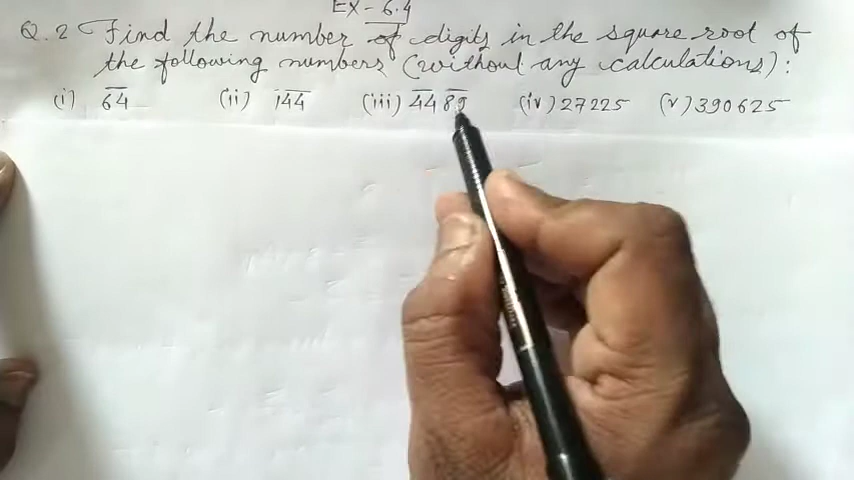 EX-6.4
Q.2 Find the number of digits in the square root of
the following numbers (without any calculations):
(i) 64 (ii) 144 (iii) 4489 (iv) 27225 (v) 390625